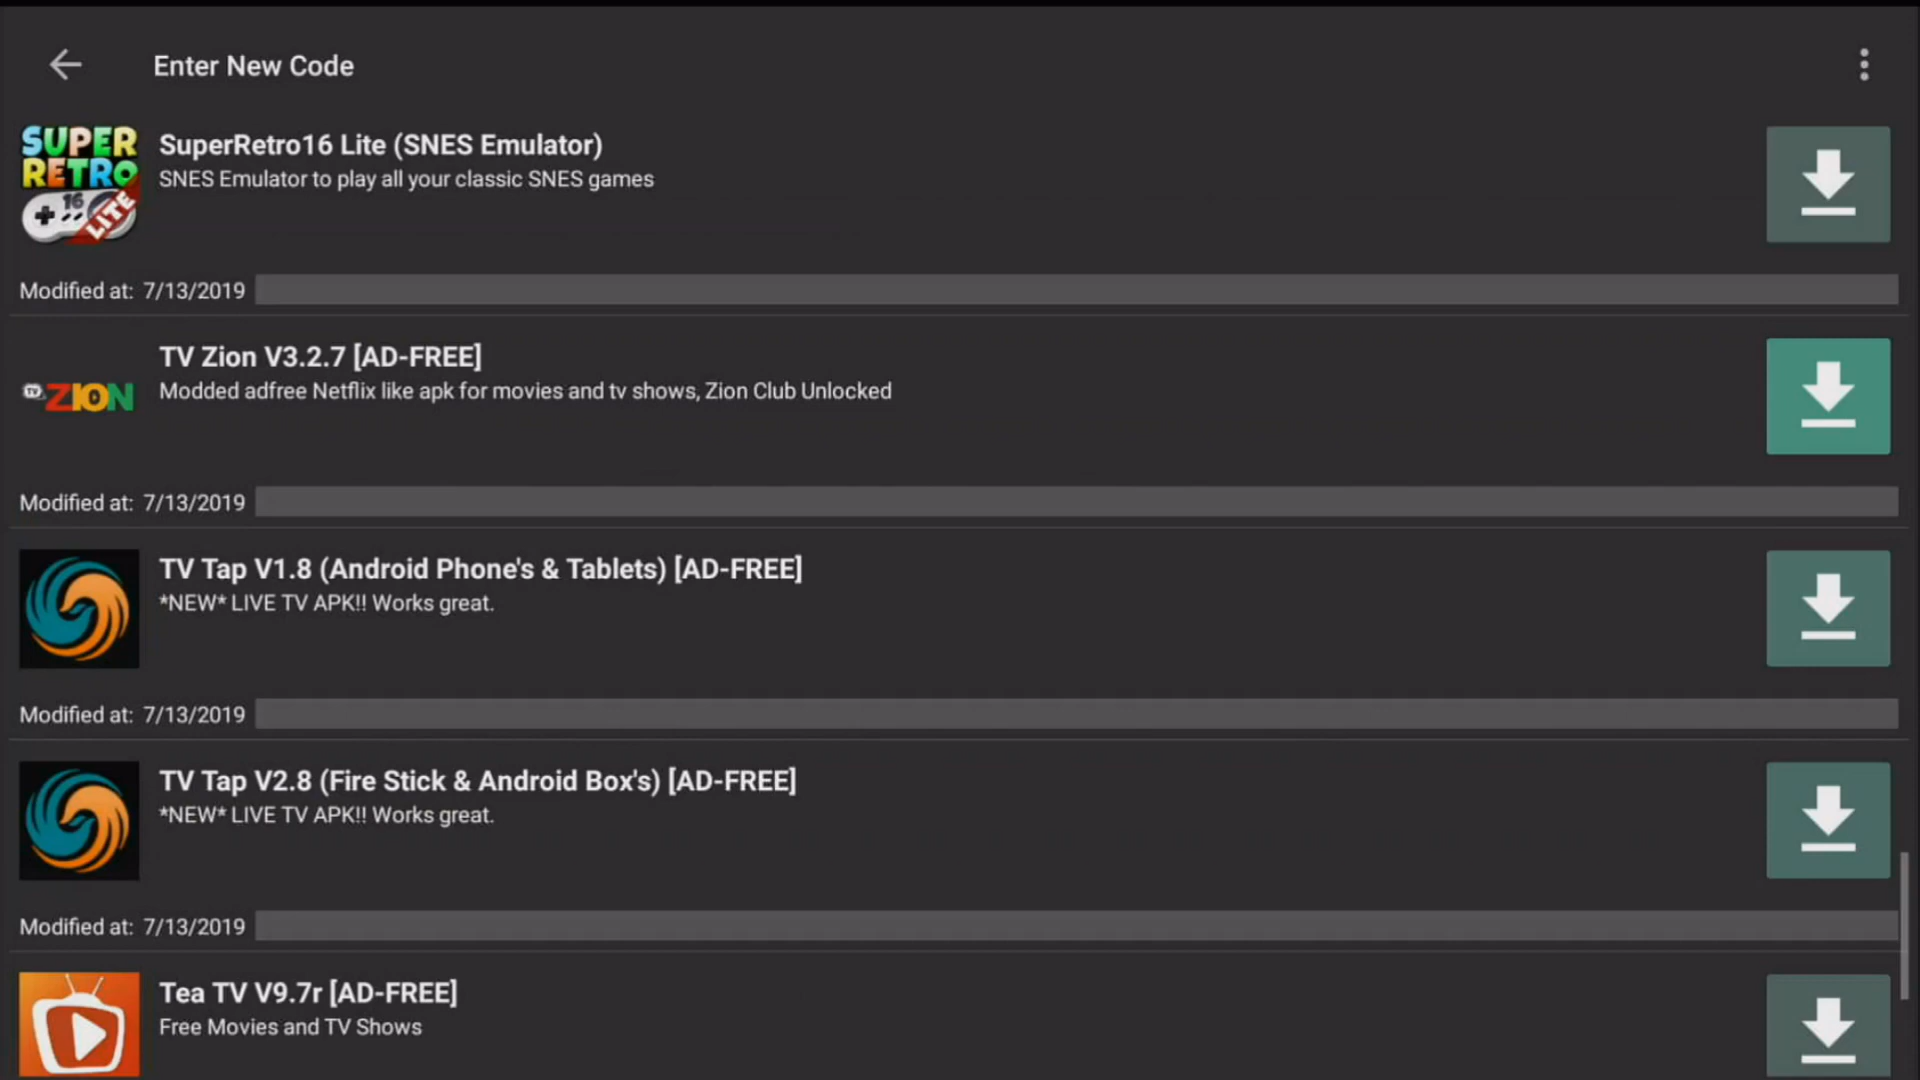 Enter New Code
SUPER
RETRO
16
LITE
SuperRetro16 Lite (SNES Emulator)
SNES Emulator to play all your classic SNES games
Modified at: 7/13/2019
TV ZION
TV Zion V3.2.7 [AD-FREE]
Modded adfree Netflix like apk for movies and tv shows, Zion Club Unlocked
Modified at: 7/13/2019
TV Tap V1.8 (Android Phone's & Tablets) [AD-FREE]
*NEW* LIVE TV APK!! Works great.
Modified at: 7/13/2019
TV Tap V2.8 (Fire Stick & Android Box's) [AD-FREE]
*NEW* LIVE TV APK!! Works great.
Modified at: 7/13/2019
Tea TV V9.7r [AD-FREE]
Free Movies and TV Shows